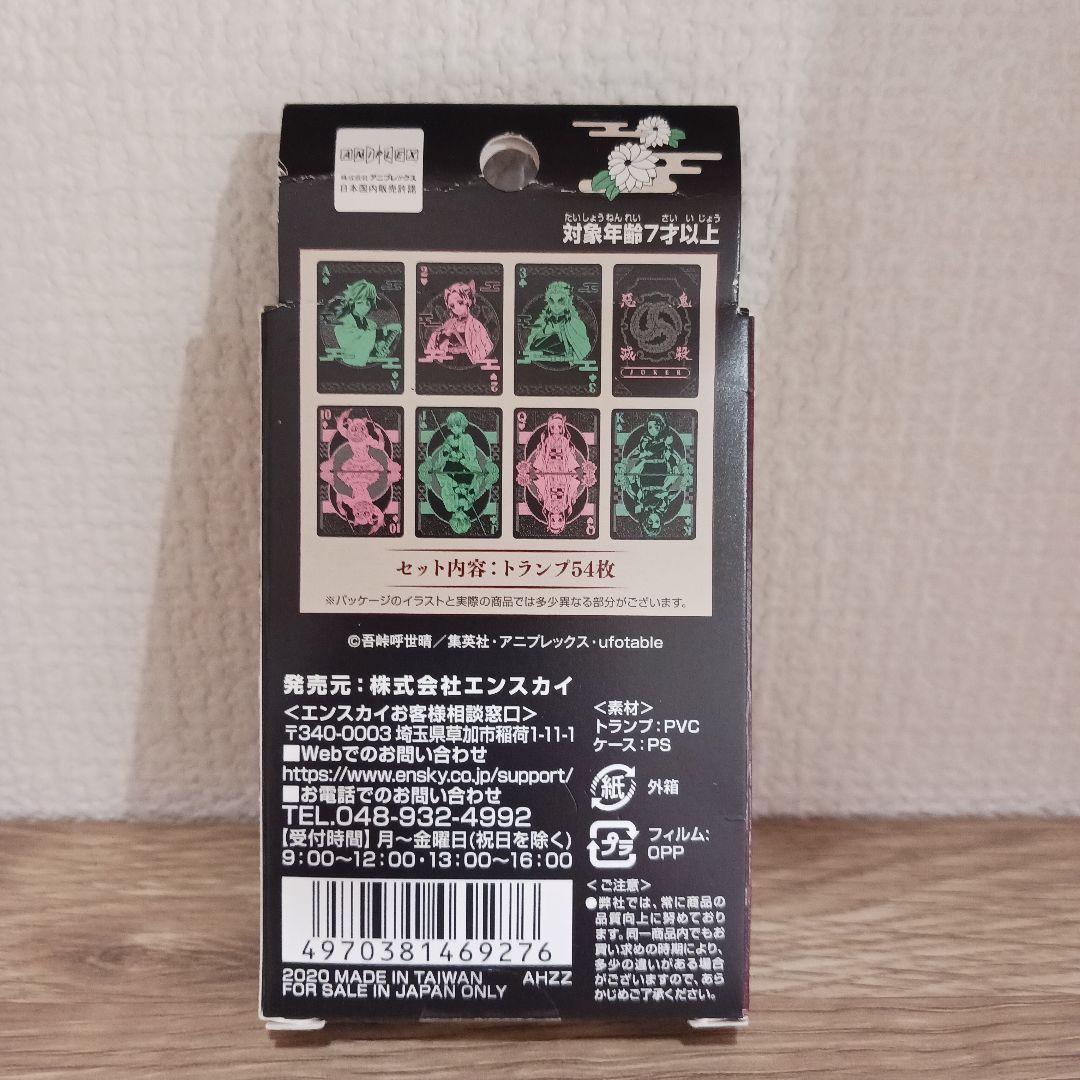 ANIPLEX
株式会社 アニプレックス
日本国内販売許諾
たいしょうねんれい さい いじょう
対象年齢7才以上
A
A
2
2
3
3
惡 鬼
滅 殺
JOKER
10
10
J
J
Q
Q
K
K
セット内容：トランプ54枚
※パッケージのイラストと実際の商品では多少異なる部分がございます。
©吾峠呼世晴／集英社・アニプレックス・ufotable
発売元：株式会社エンスカイ
＜エンスカイお客様相談窓口＞
〒340-0003 埼玉県草加市稲荷1-11-1
■Webでのお問い合わせ
https://www.ensky.co.jp/support/
■お電話でのお問い合わせ
TEL.048-932-4992
【受付時間】月～金曜日(祝日を除く)
9:00～12:00・13:00～16:00
4970381469276
2020 MADE IN TAIWAN AHZZ
FOR SALE IN JAPAN ONLY
＜素材＞
トランプ：PVC
ケース：PS
紙 外箱
プラ フィルム：
OPP
＜ご注意＞
●弊社では、常に商品の
品質向上に努めており
ます。同一商品内でもお
買い求めの時期により、
多少の違いがある場合
がございますので、あら
かじめご了承ください。